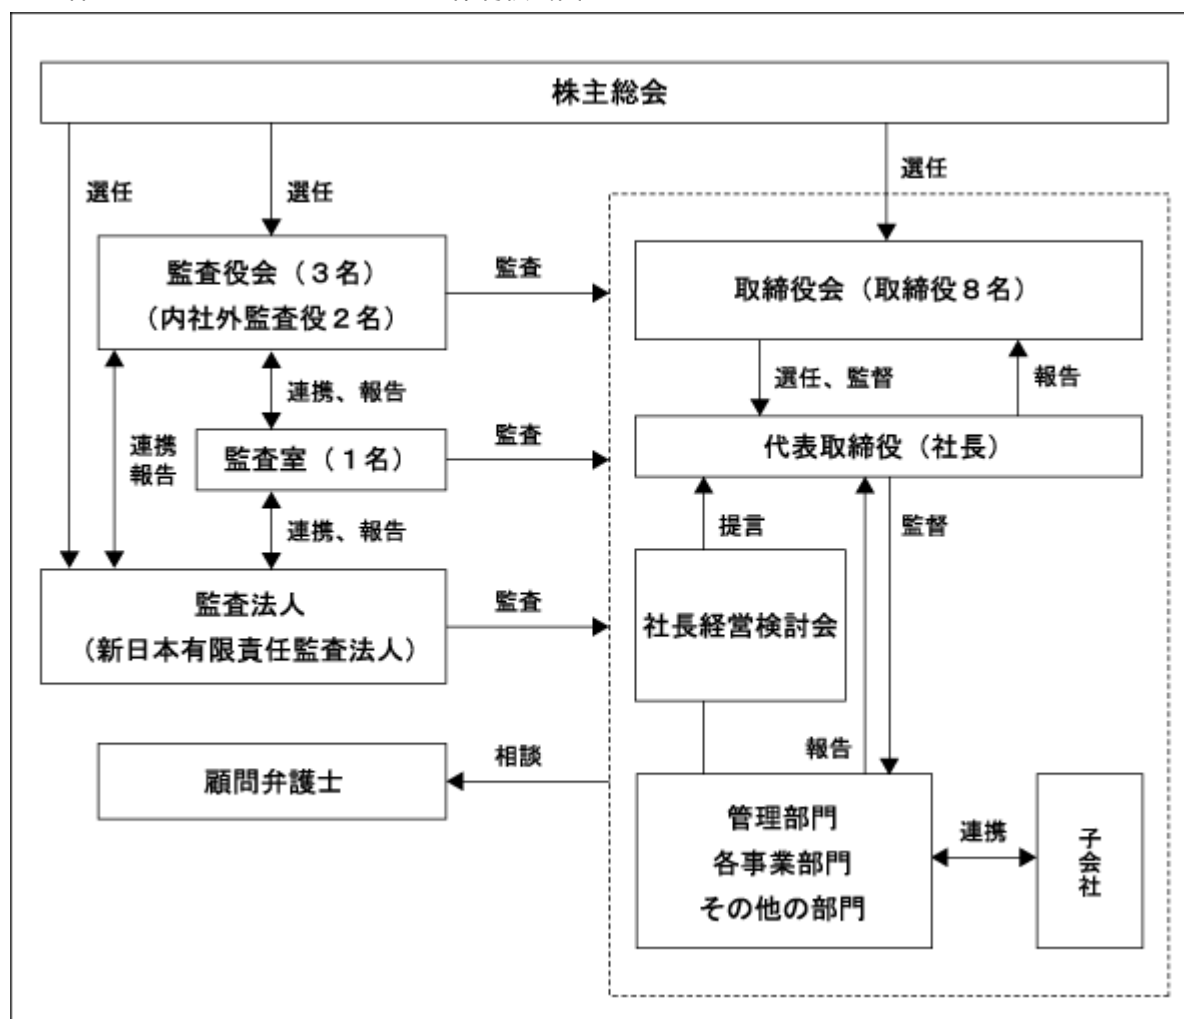 株主総会
選任
選任
選任
監査役会（３名）
（内社外監査役２名）
監査
取締役会（取締役８名）
連携、報告
選任、監督
報告
連携
報告
監査室（１名）
監査
代表取締役（社長）
連携、報告
提言
監督
監査法人
（新日本有限責任監査法人）
監査
社長経営検討会
顧問弁護士
相談
報告
管理部門
各事業部門
その他の部門
連携
子会社